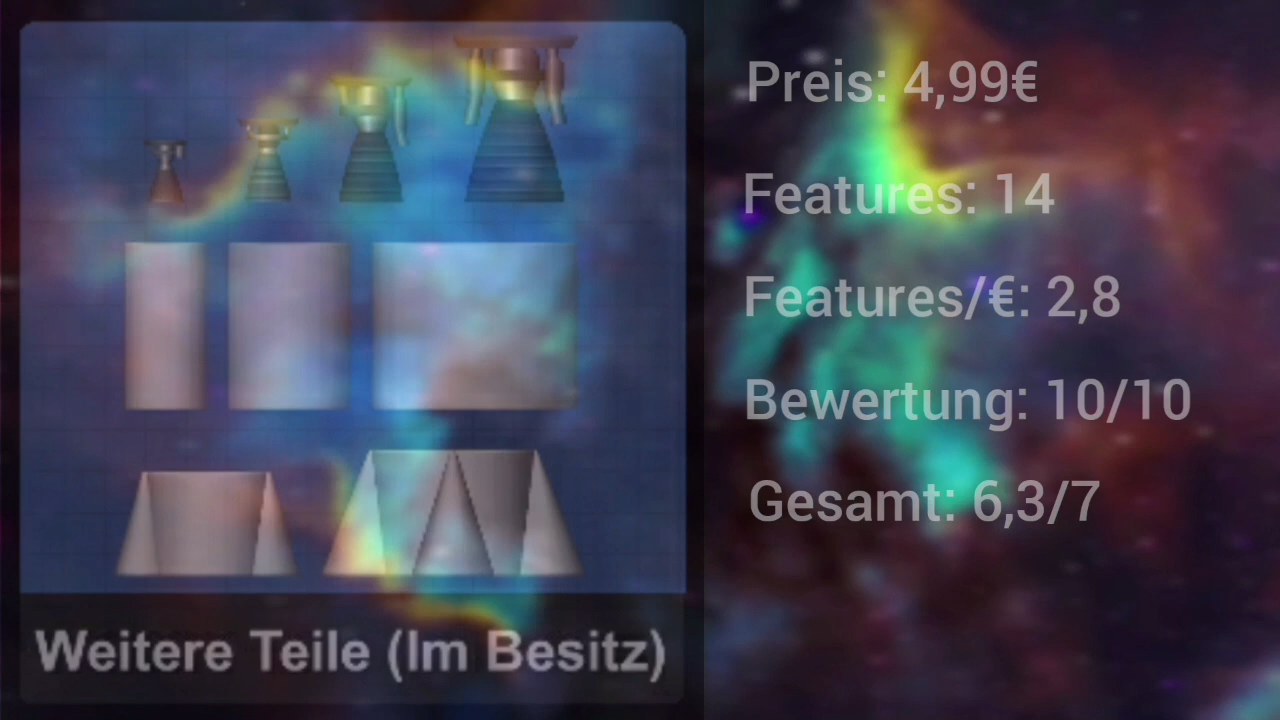 Preis: 4,99€
Features: 14
Features/€: 2,8
Bewertung: 10/10
Gesamt: 6,3/7
Weitere Teile (Im Besitz)